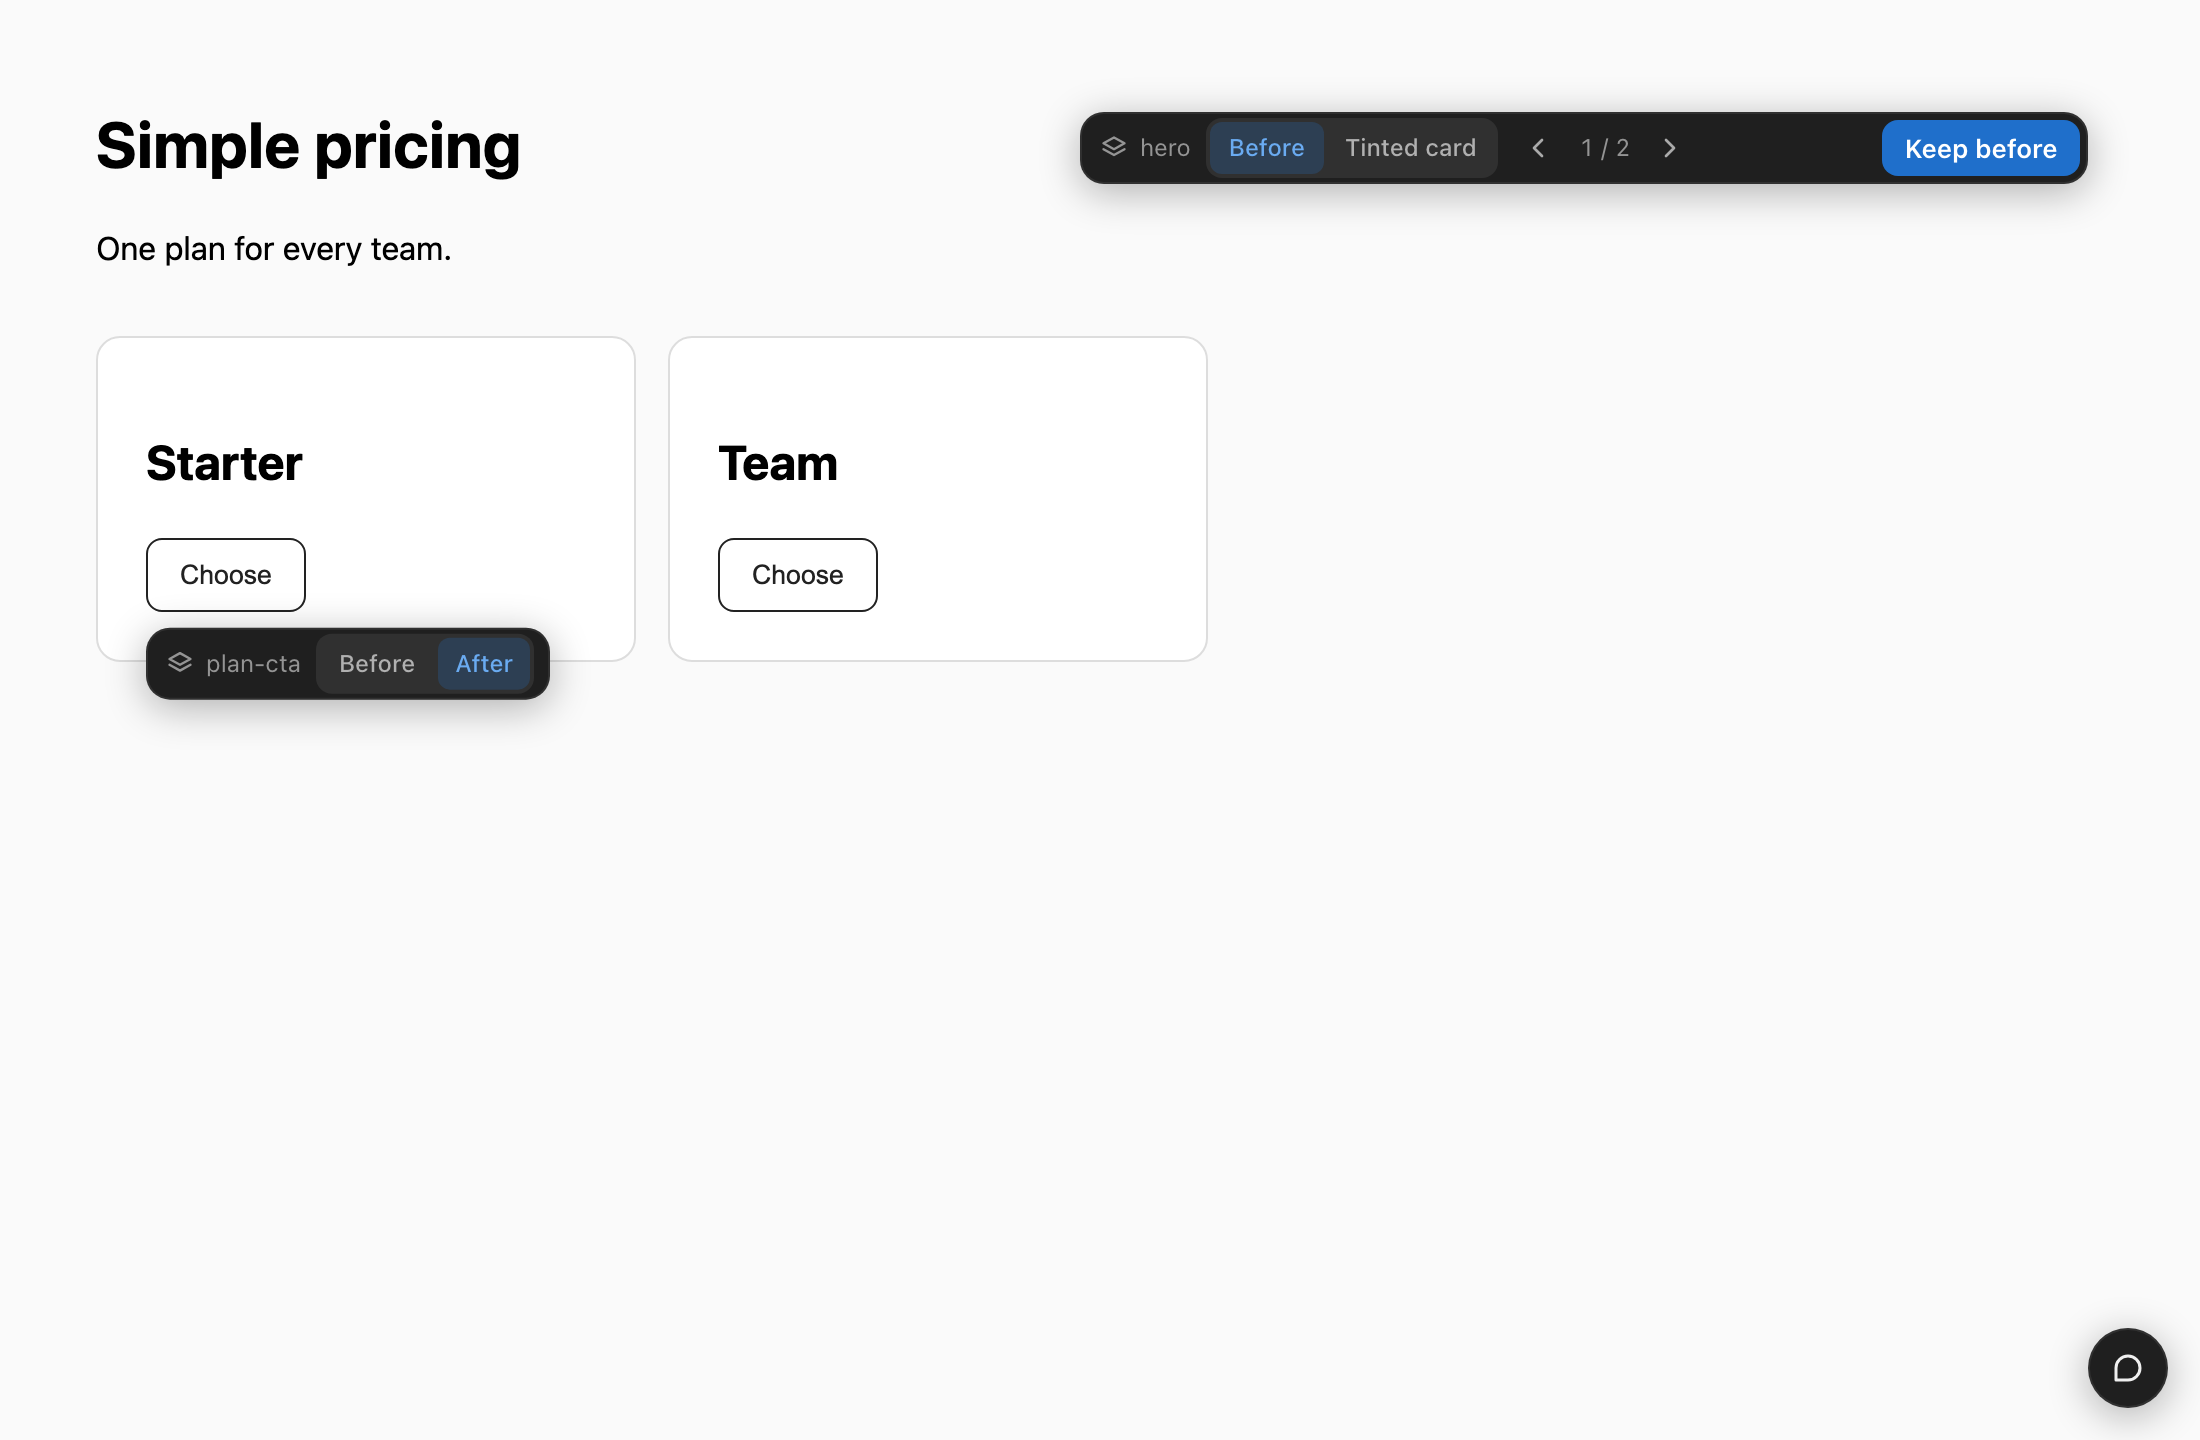 Simple pricing
hero Before Tinted card 1 / 2 Keep before
One plan for every team.
Starter
Team
Choose
Choose
plan-cta Before After